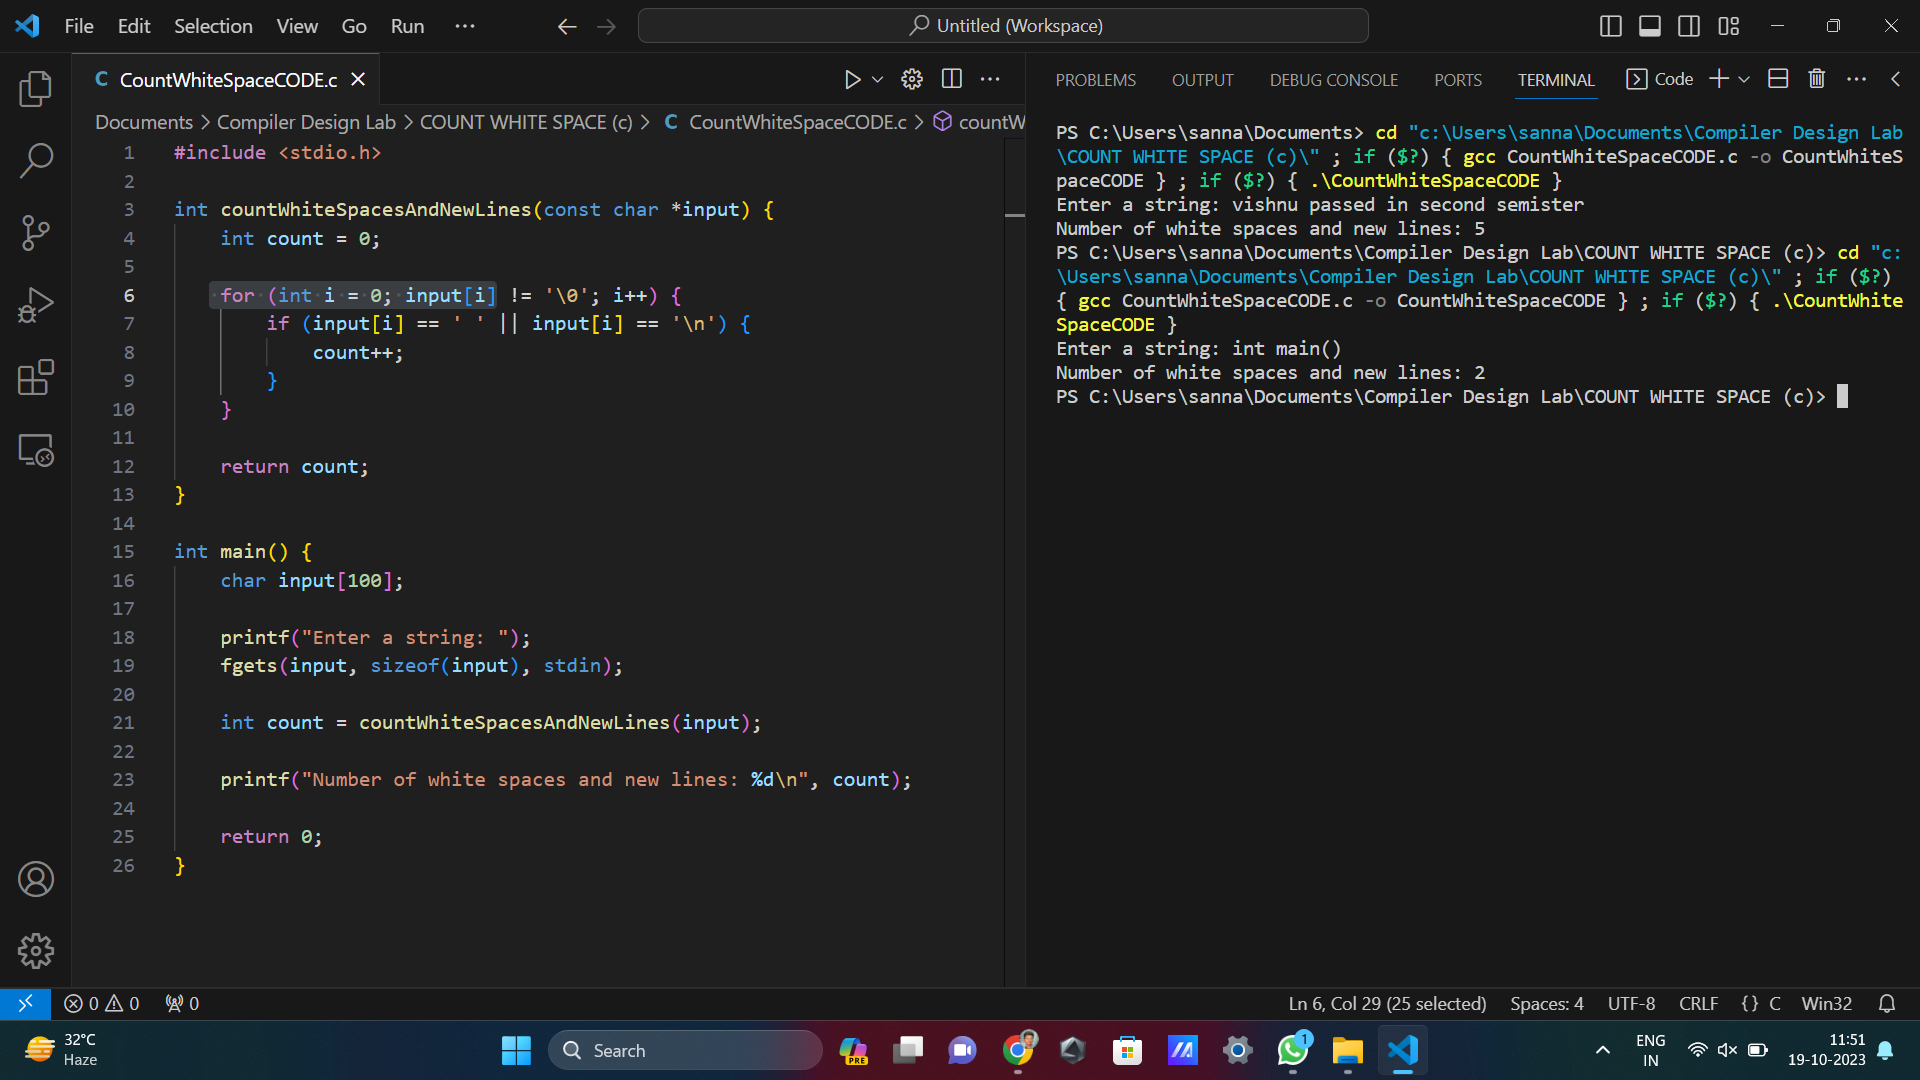 File Edit Selection View Go Run ··· Untitled (Workspace)
CountWhiteSpaceCODE.c
Documents > Compiler Design Lab > COUNT WHITE SPACE (c) > C CountWhiteSpaceCODE.c > countW
1 #include <stdio.h>
2
3 int countWhiteSpacesAndNewLines(const char *input) {
4 int count = 0;
5
6 for (int i = 0; input[i] != '\0'; i++) {
7 if (input[i] == ' ' || input[i] == '\n') {
8 count++;
9 }
10 }
11
12 return count;
13 }
14
15 int main() {
16 char input[100];
17
18 printf("Enter a string: ");
19 fgets(input, sizeof(input), stdin);
20
21 int count = countWhiteSpacesAndNewLines(input);
22
23 printf("Number of white spaces and new lines: %d\n", count);
24
25 return 0;
26 }
PROBLEMS OUTPUT DEBUG CONSOLE PORTS TERMINAL Code
PS C:\Users\sanna\Documents> cd "c:\Users\sanna\Documents\Compiler Design Lab
\COUNT WHITE SPACE (c)\" ; if ($?) { gcc CountWhiteSpaceCODE.c -o CountWhiteS
paceCODE } ; if ($?) { .\CountWhiteSpaceCODE }
Enter a string: vishnu passed in second semister
Number of white spaces and new lines: 5
PS C:\Users\sanna\Documents\Compiler Design Lab\COUNT WHITE SPACE (c)> cd "c:
\Users\sanna\Documents\Compiler Design Lab\COUNT WHITE SPACE (c)\" ; if ($?)
{ gcc CountWhiteSpaceCODE.c -o CountWhiteSpaceCODE } ; if ($?) { .\CountWhite
SpaceCODE }
Enter a string: int main()
Number of white spaces and new lines: 2
PS C:\Users\sanna\Documents\Compiler Design Lab\COUNT WHITE SPACE (c)>
0 0 0 Ln 6, Col 29 (25 selected) Spaces: 4 UTF-8 CRLF {} C Win32
32°C
Haze
Search
PRE
1
ENG
IN
11:51
19-10-2023